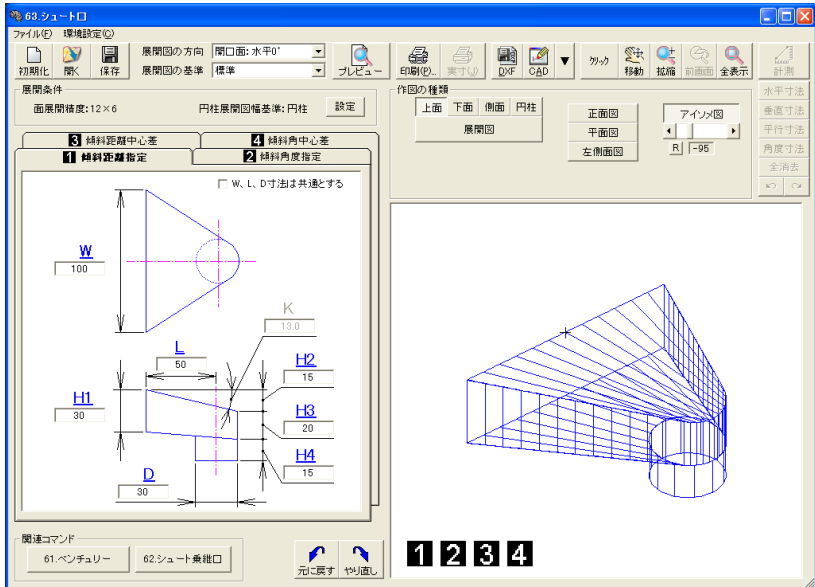 63.シュート口
ファイル(F) 環境設定(C)
初期化 開く 保存
展開図の方向 開口面:水平0°
展開図の基準 標準
プレビュー 印刷(P).. 実寸(J) DXF CAD ▼ クリック 移動 拡縮 前画面 全表示 計測
展開条件
面展開精度:12×6 円柱展開図幅基準:円柱 設定
3 傾斜距離中心差 4 傾斜角中心差
1 傾斜距離指定 2 傾斜角度指定
W、L、D寸法は共通とする
W
100
K
13.0
L
50
H2
15
H1
30
H3
20
H4
15
D
30
関連コマンド
61.ベンチュリー 62.シュート乗継口
元に戻す やり直し
作図の種類
上面 下面 側面 円柱
展開図
正面図
平面図
左側面図
アイソメ図
R -95
水平寸法
垂直寸法
平行寸法
角度寸法
全消去
1 2 3 4